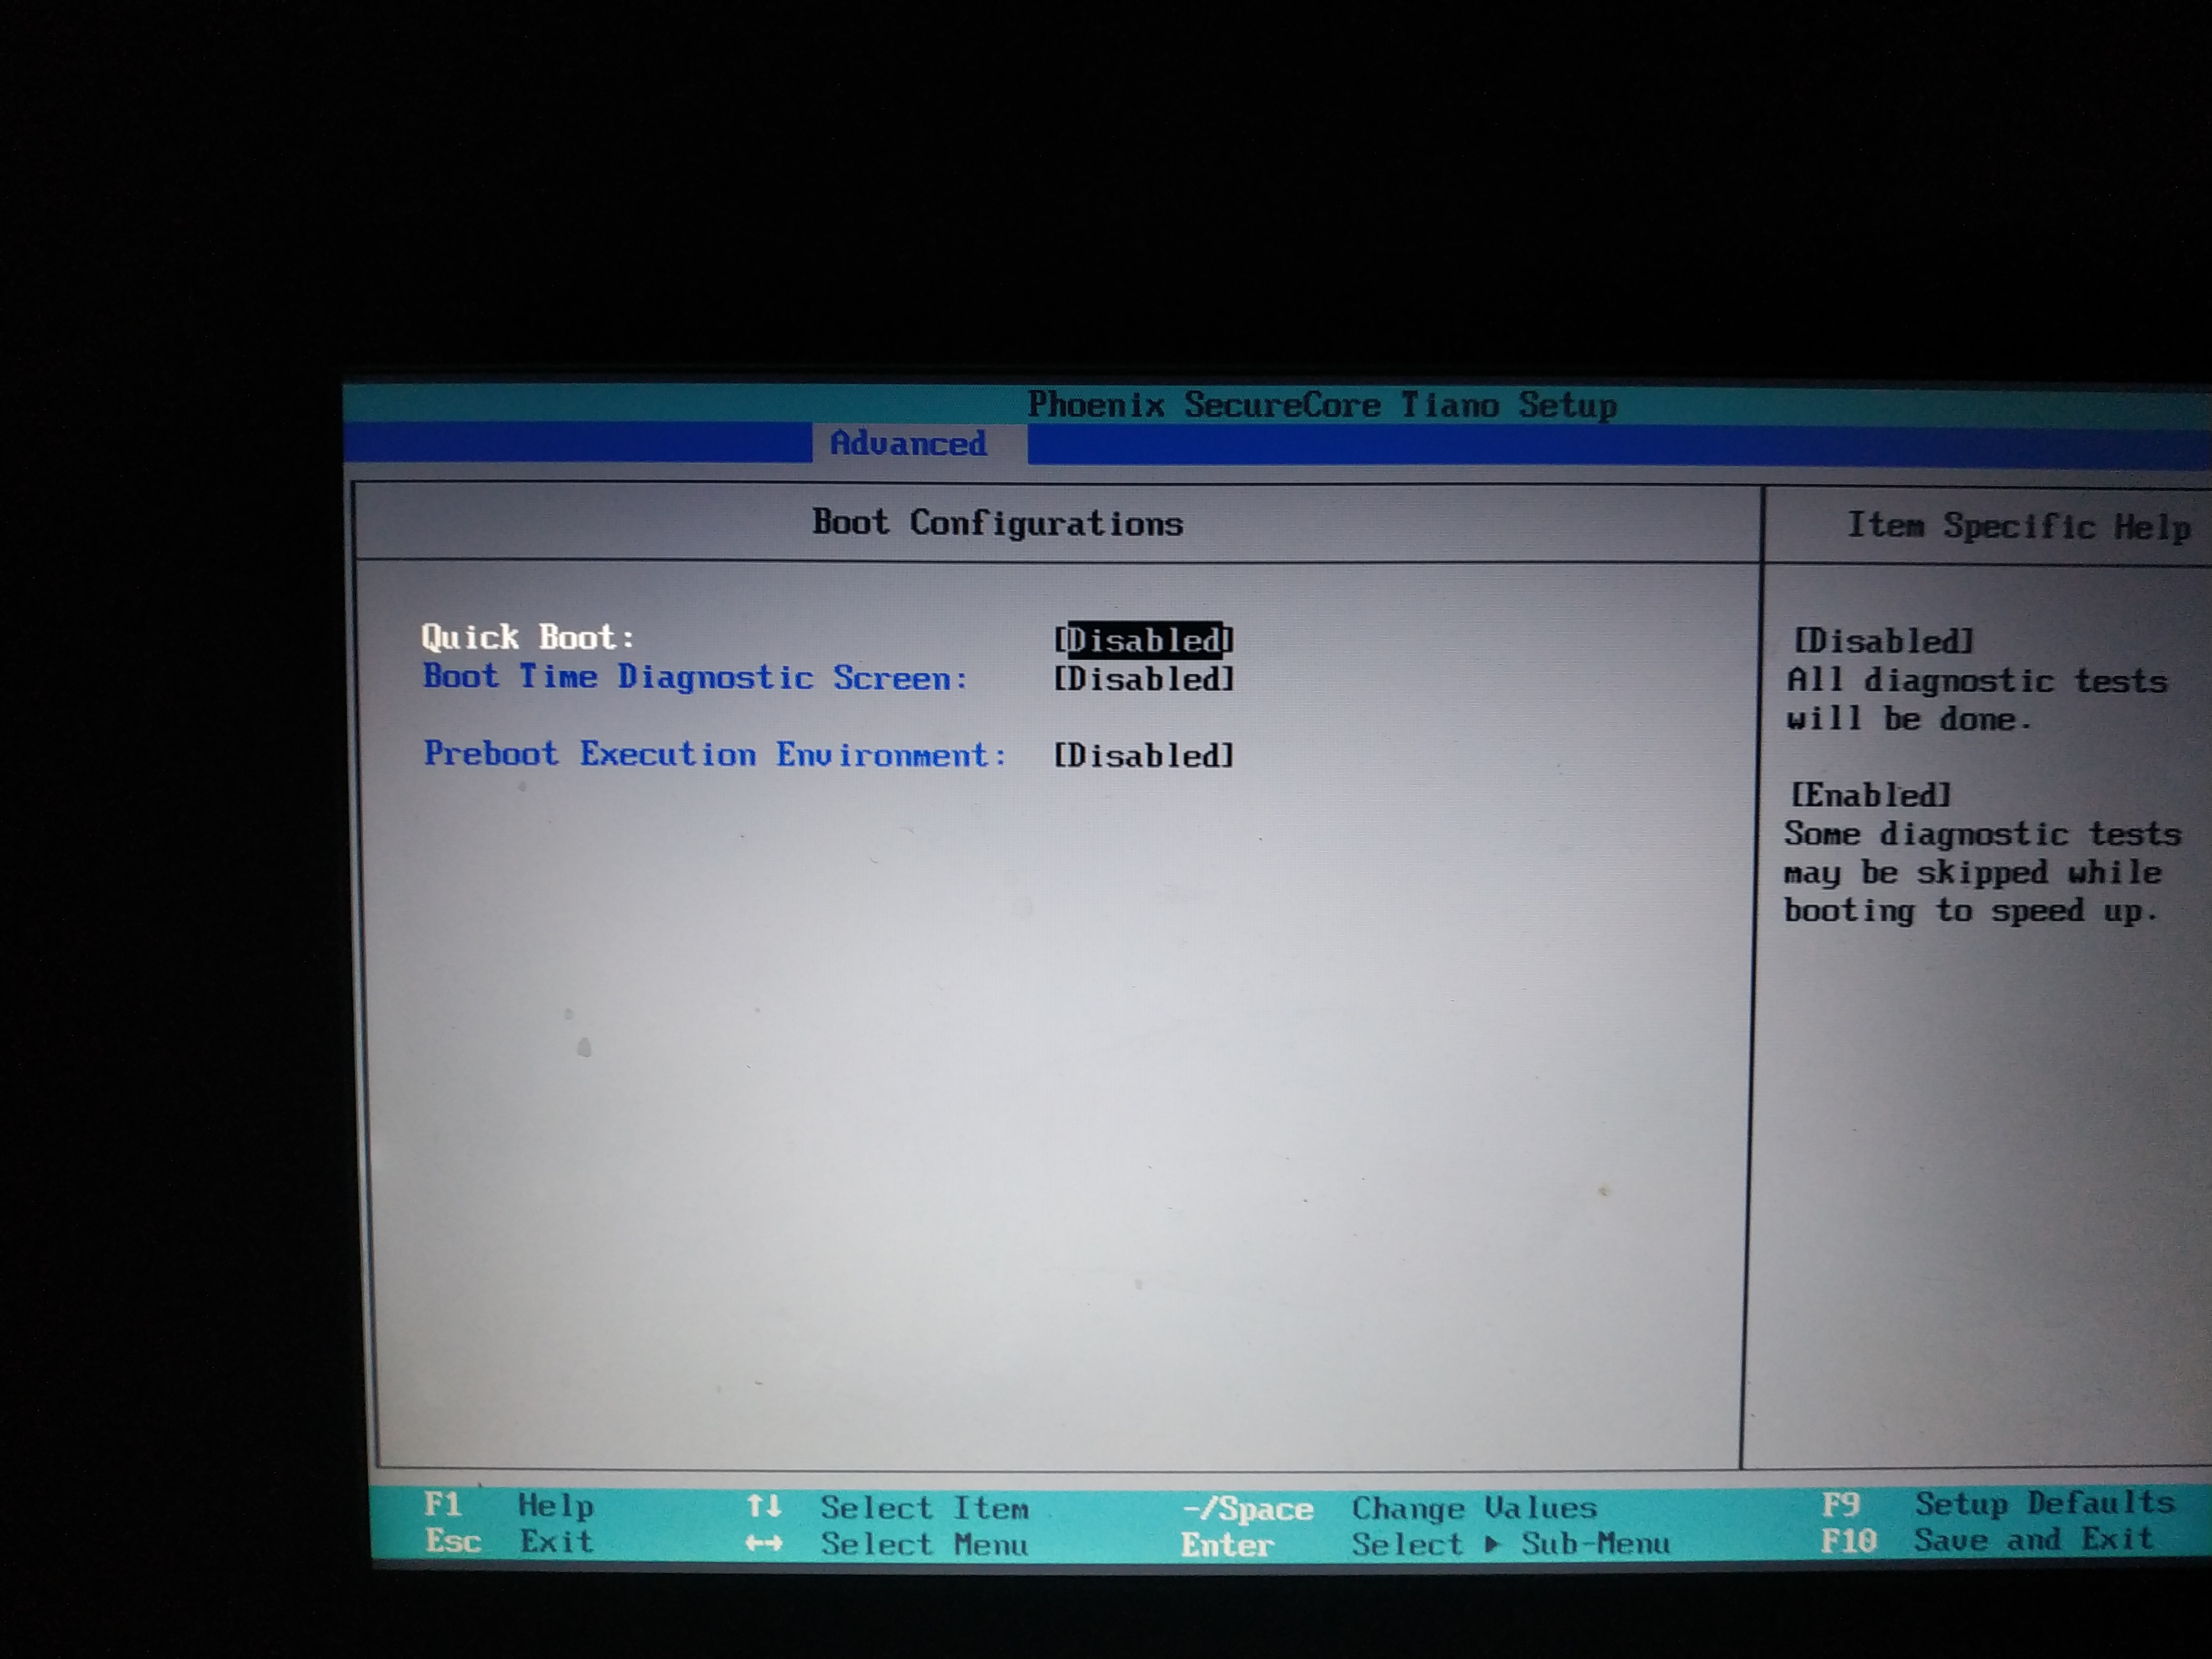 Phoenix SecureCore Tiano Setup
Advanced
Boot Configurations
Quick Boot: [Disabled]
Boot Time Diagnostic Screen: [Disabled]
Preboot Execution Environment: [Disabled]
Item Specific Help
[Disabled]
All diagnostic tests
will be done.
[Enabled]
Some diagnostic tests
may be skipped while
booting to speed up.
F1 Help ↑↓ Select Item -/Space Change Values F9 Setup Defaults
Esc Exit ↔ Select Menu Enter Select ▶ Sub-Menu F10 Save and Exit